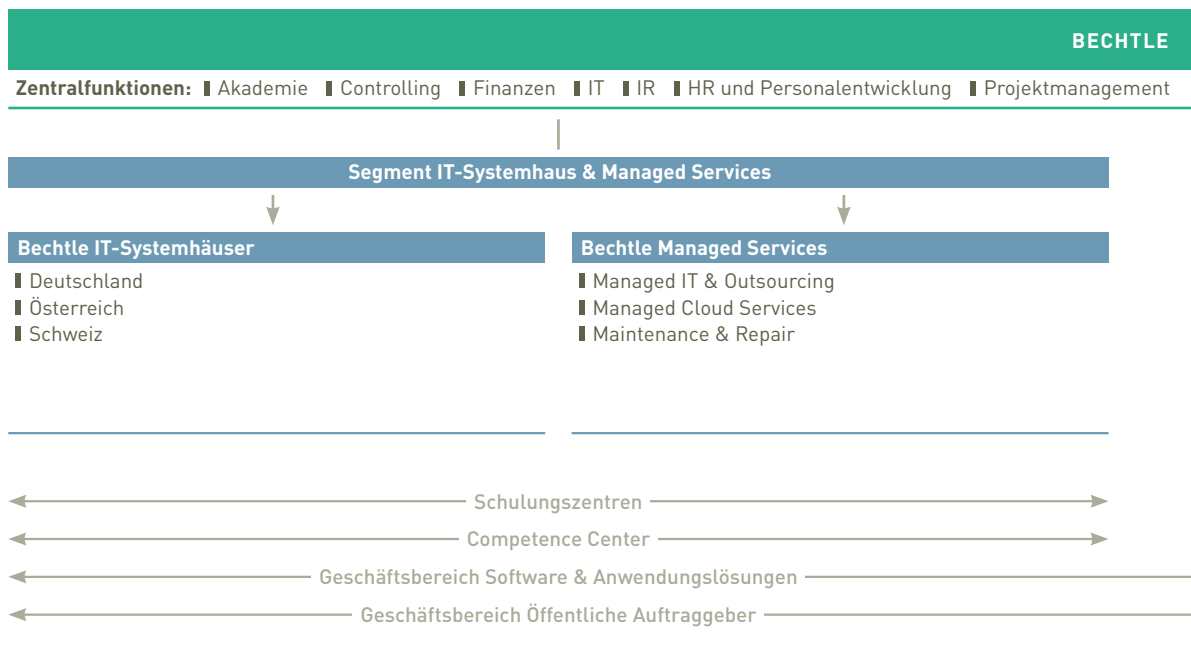 BECHTLE
Zentralfunktionen: Akademie Controlling Finanzen IT IR HR und Personalentwicklung Projektmanagement
Segment IT-Systemhaus & Managed Services
Bechtle IT-Systemhäuser
Deutschland
Österreich
Schweiz
Bechtle Managed Services
Managed IT & Outsourcing
Managed Cloud Services
Maintenance & Repair
Schulungszentren
Competence Center
Geschäftsbereich Software & Anwendungslösungen
Geschäftsbereich Öffentliche Auftraggeber